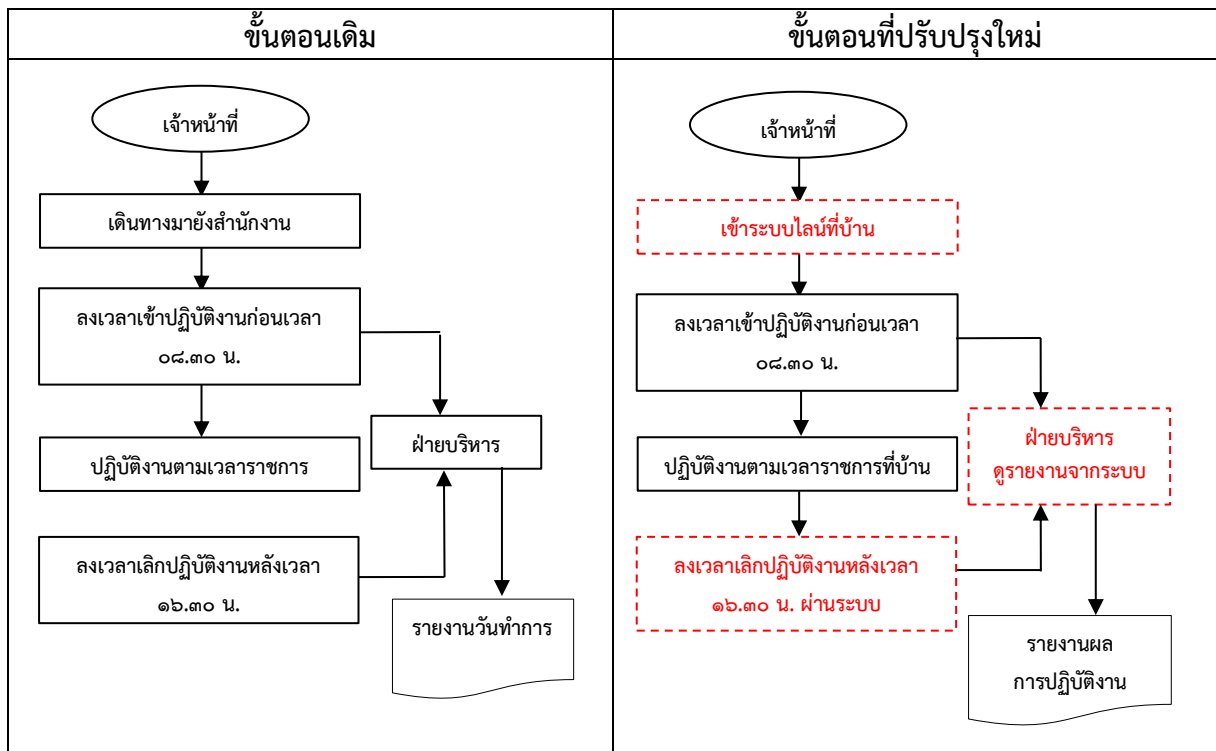 ขั้นตอนเดิม
ขั้นตอนที่ปรับปรุงใหม่
เจ้าหน้าที่
เดินทางมายังสำนักงาน
ลงเวลาเข้าปฏิบัติงานก่อนเวลา
๐๘.๓๐ น.
ปฏิบัติงานตามเวลาราชการ
ฝ่ายบริหาร
ลงเวลาเลิกปฏิบัติงานหลังเวลา
๑๖.๓๐ น.
รายงานวันทำการ
เจ้าหน้าที่
เข้าระบบไลน์ที่บ้าน
ลงเวลาเข้าปฏิบัติงานก่อนเวลา
๐๘.๓๐ น.
ปฏิบัติงานตามเวลาราชการที่บ้าน
ฝ่ายบริหาร
ดูรายงานจากระบบ
ลงเวลาเลิกปฏิบัติงานหลังเวลา
๑๖.๓๐ น. ผ่านระบบ
รายงานผล
การปฏิบัติงาน